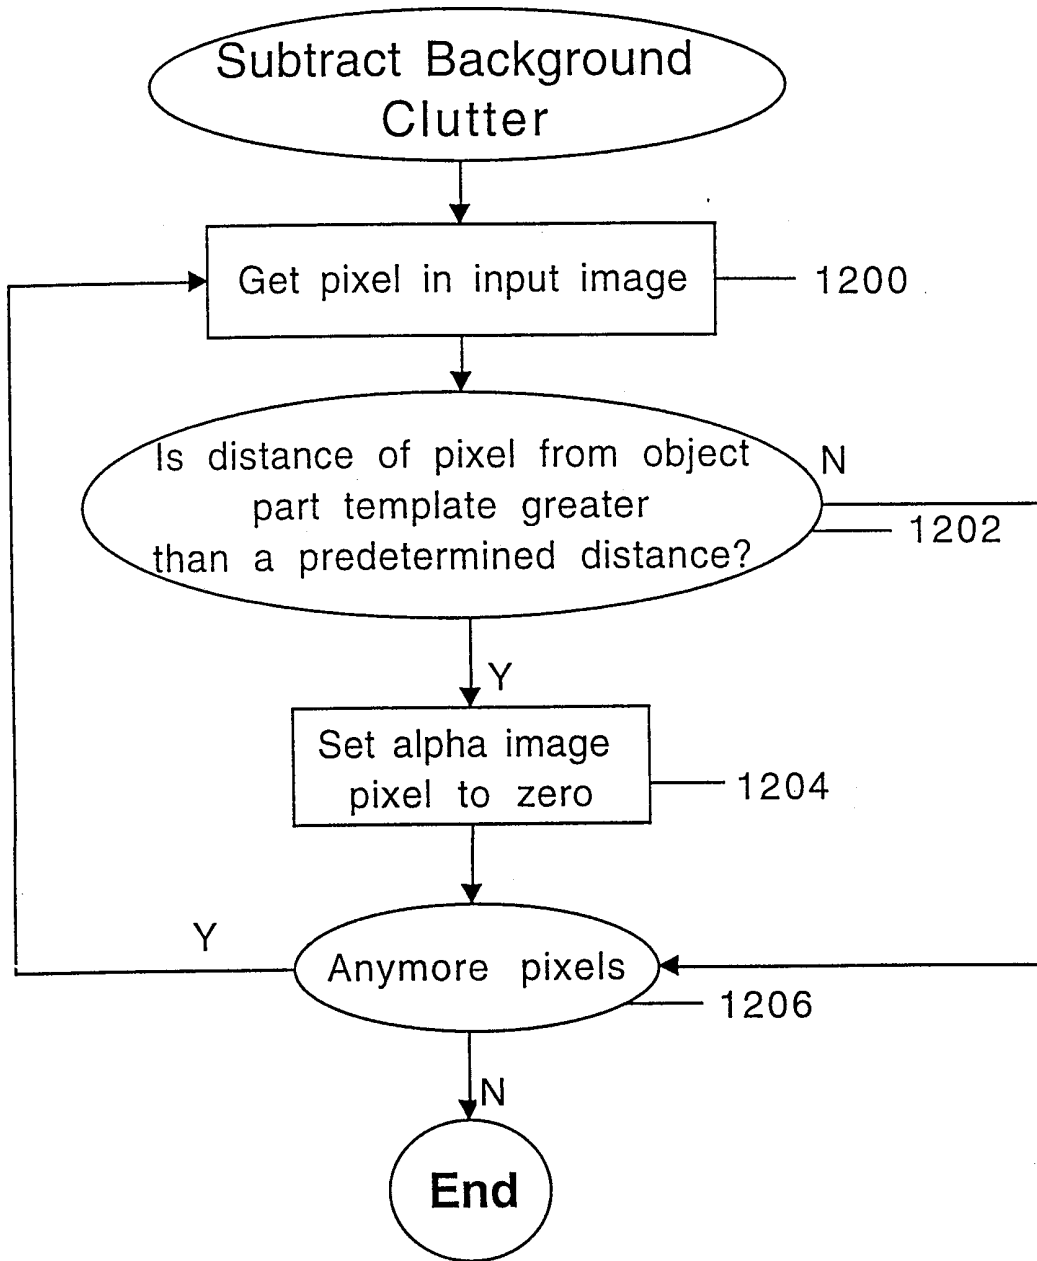 Subtract Background
Clutter
Get pixel in input image
1200
Is distance of pixel from object
part template greater
than a predetermined distance?
N
1202
Y
Set alpha image
pixel to zero
1204
Y
Anymore pixels
1206
N
End